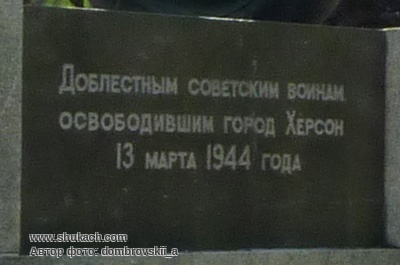 Доблестным советским воинам,
освободившим город Херсон
13 марта 1944 года
www.shukach.com
Автор фото: dombrovskii_a